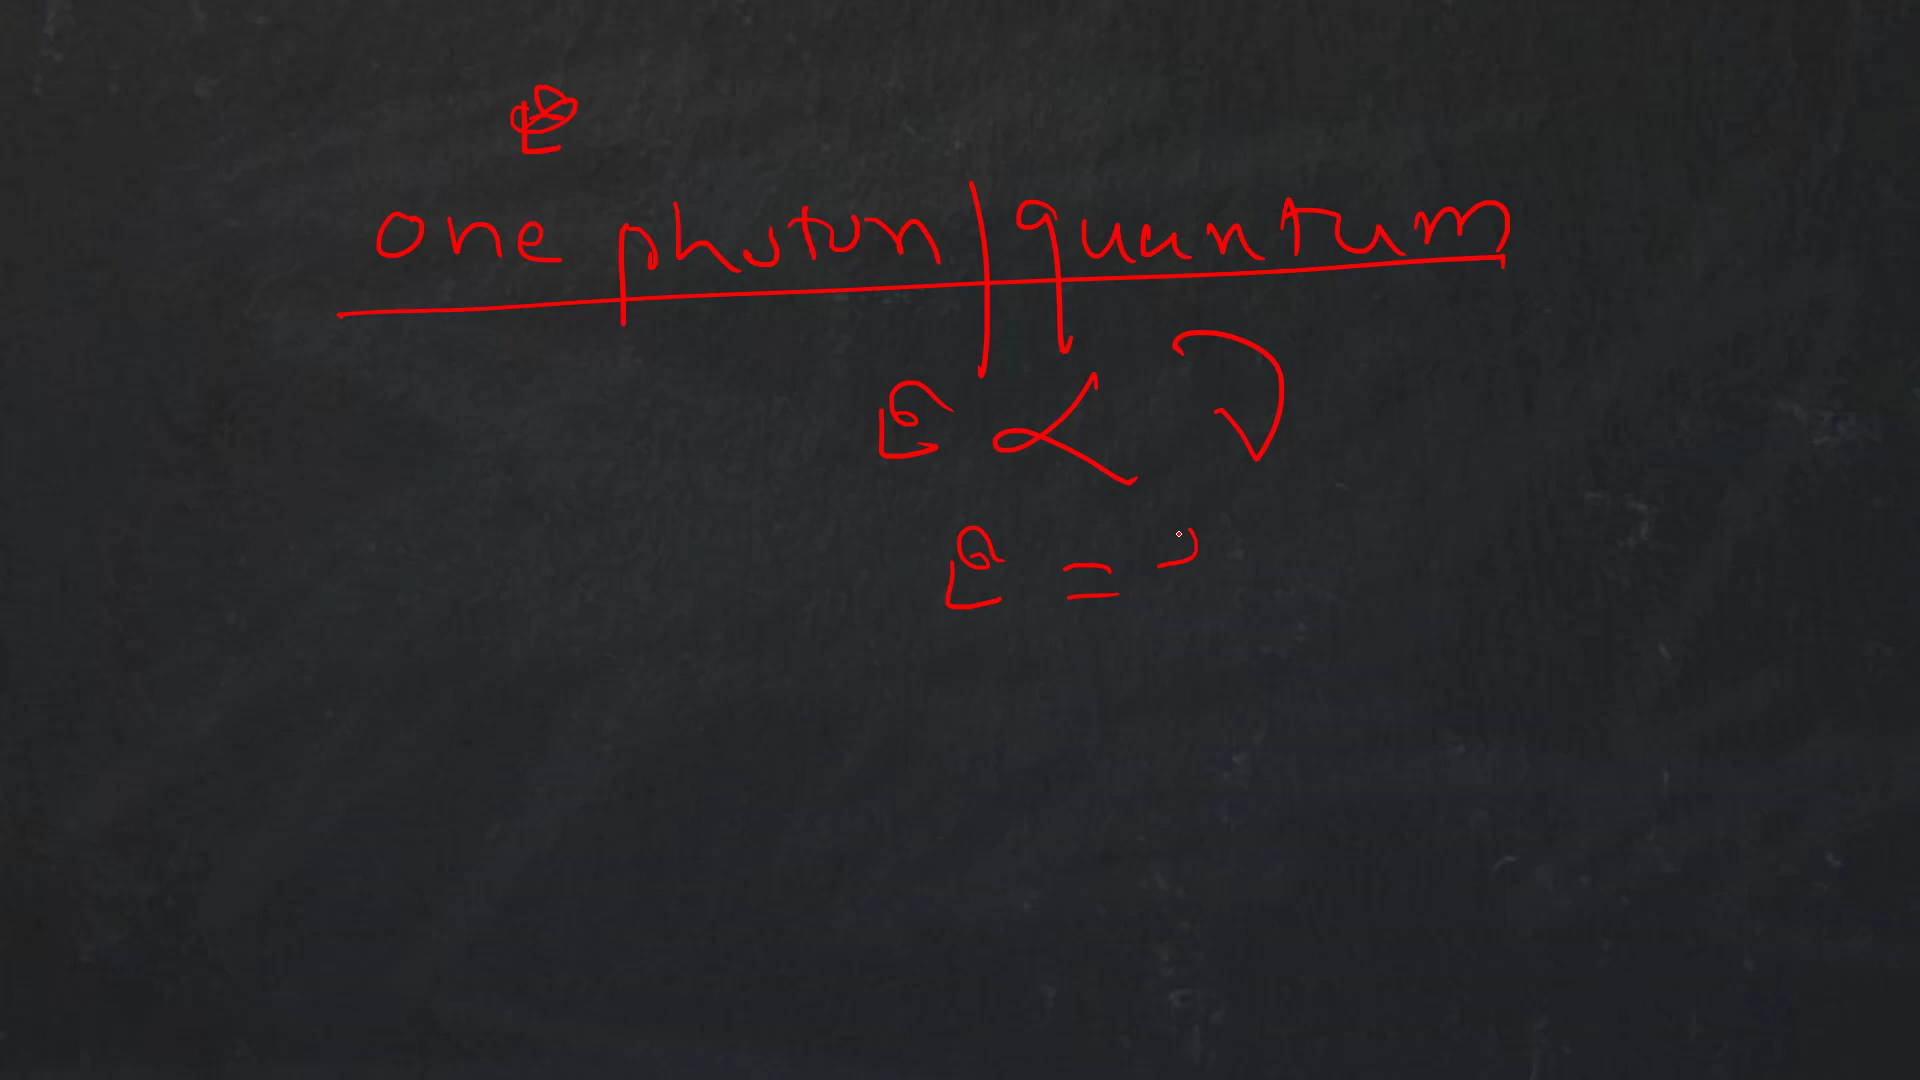 one photon | quantum
E ∝ ν
E =